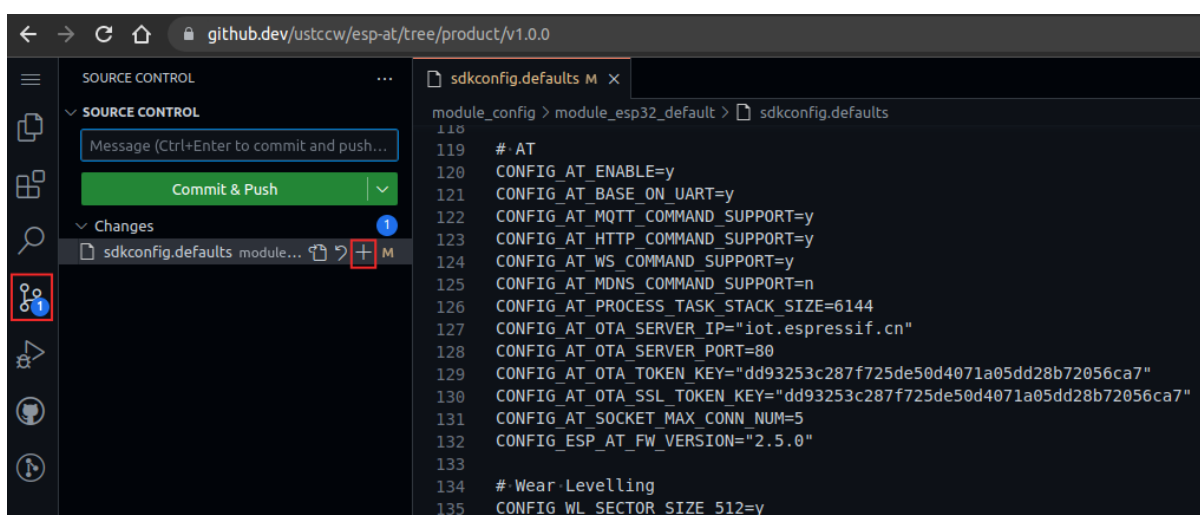 github.dev/ustccw/esp-at/tree/product/v1.0.0
SOURCE CONTROL
SOURCE CONTROL
Message (Ctrl+Enter to commit and push...
Commit & Push
Changes
1
sdkconfig.defaults module... M
1
sdkconfig.defaults M
module_config > module_esp32_default > sdkconfig.defaults
118
119 # AT
120 CONFIG_AT_ENABLE=y
121 CONFIG_AT_BASE_ON_UART=y
122 CONFIG_AT_MQTT_COMMAND_SUPPORT=y
123 CONFIG_AT_HTTP_COMMAND_SUPPORT=y
124 CONFIG_AT_WS_COMMAND_SUPPORT=y
125 CONFIG_AT_MDNS_COMMAND_SUPPORT=n
126 CONFIG_AT_PROCESS_TASK_STACK_SIZE=6144
127 CONFIG_AT_OTA_SERVER_IP="iot.espressif.cn"
128 CONFIG_AT_OTA_SERVER_PORT=80
129 CONFIG_AT_OTA_TOKEN_KEY="dd93253c287f725de50d4071a05dd28b72056ca7"
130 CONFIG_AT_OTA_SSL_TOKEN_KEY="dd93253c287f725de50d4071a05dd28b72056ca7"
131 CONFIG_AT_SOCKET_MAX_CONN_NUM=5
132 CONFIG_ESP_AT_FW_VERSION="2.5.0"
133
134 # Wear Levelling
135 CONFIG_WL_SECTOR_SIZE_512=y